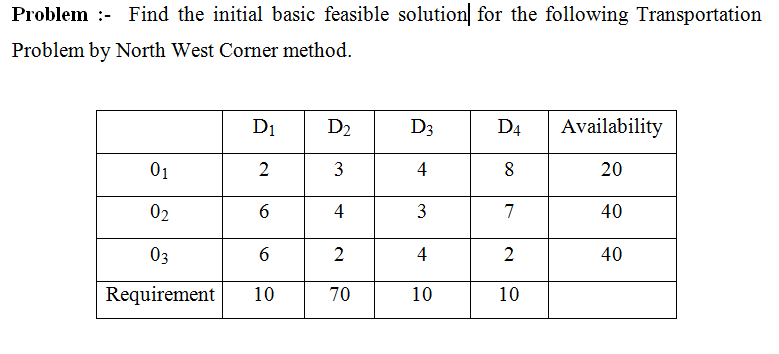 Problem :- Find the initial basic feasible solution for the following Transportation
Problem by North West Corner method.
D1 D2 D3 D4 Availability
01 2 3 4 8 20
02 6 4 3 7 40
03 6 2 4 2 40
Requirement 10 70 10 10